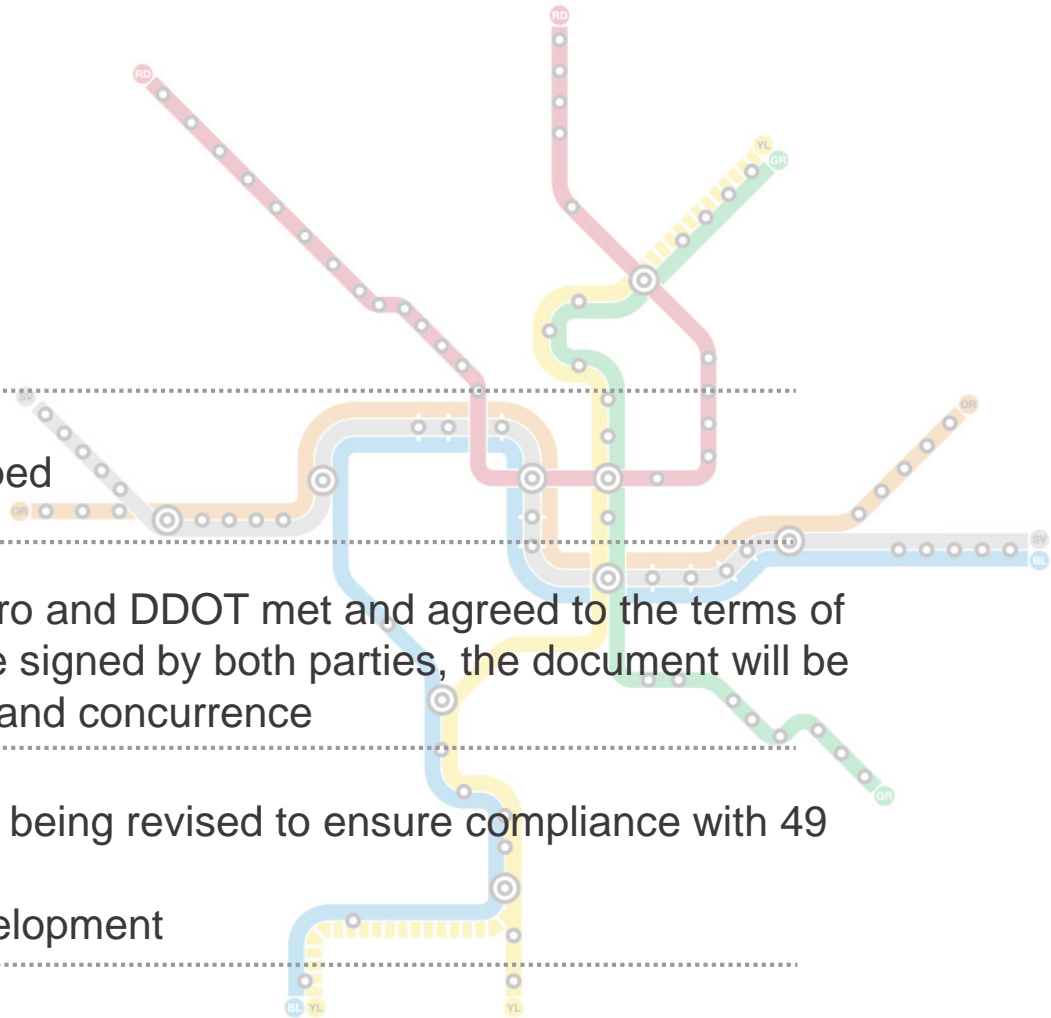 RD
RD
YL
GR
SV
OR
ped
OR
SV
BL
ro and DDOT met and agreed to the terms of
e signed by both parties, the document will be
and concurrence
GR
being revised to ensure compliance with 49
elopment
BL YL
YL